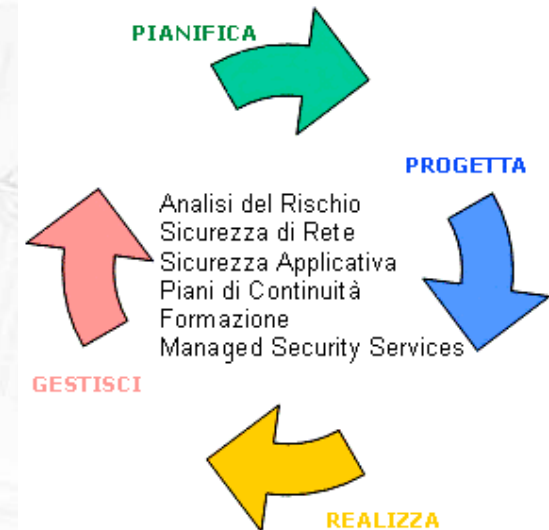 PIANIFICA
PROGETTA
Analisi del Rischio
Sicurezza di Rete
Sicurezza Applicativa
Piani di Continuità
Formazione
Managed Security Services
GESTISCI
REALIZZA